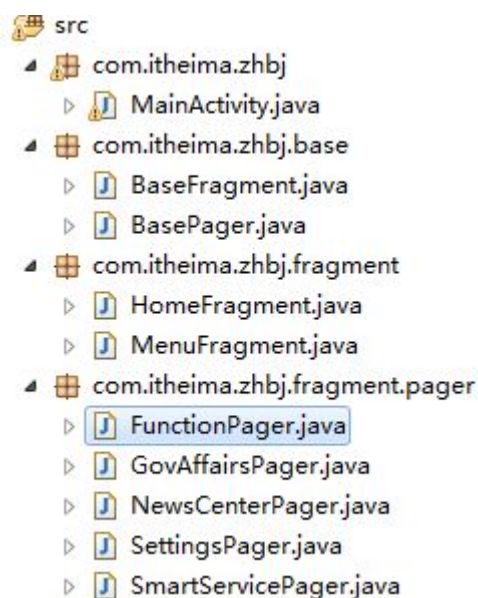 src
com.itheima.zhbj
MainActivity.java
com.itheima.zhbj.base
BaseFragment.java
BasePager.java
com.itheima.zhbj.fragment
HomeFragment.java
MenuFragment.java
com.itheima.zhbj.fragment.pager
FunctionPager.java
GovAffairsPager.java
NewsCenterPager.java
SettingsPager.java
SmartServicePager.java